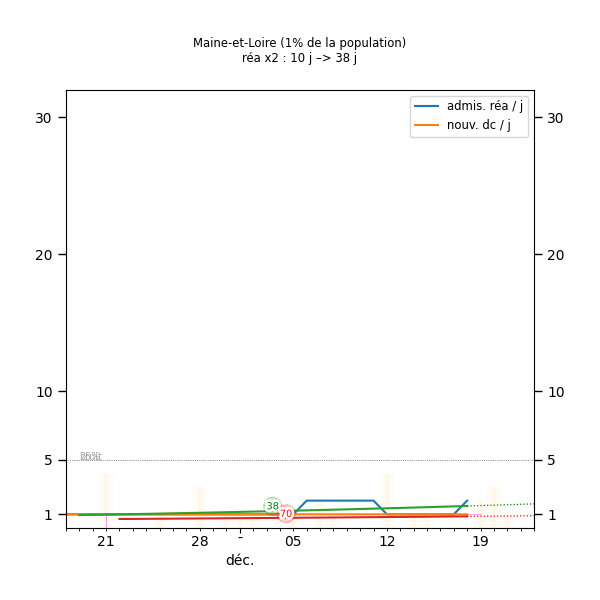 Maine-et-Loire (1% de la population)
réa x2 : 10 j –> 38 j
admis. réa / j
nouv. dc / j
30 30
20 20
10 10
5 5
38
70
1 1
21 28 - 05 12 19
déc.